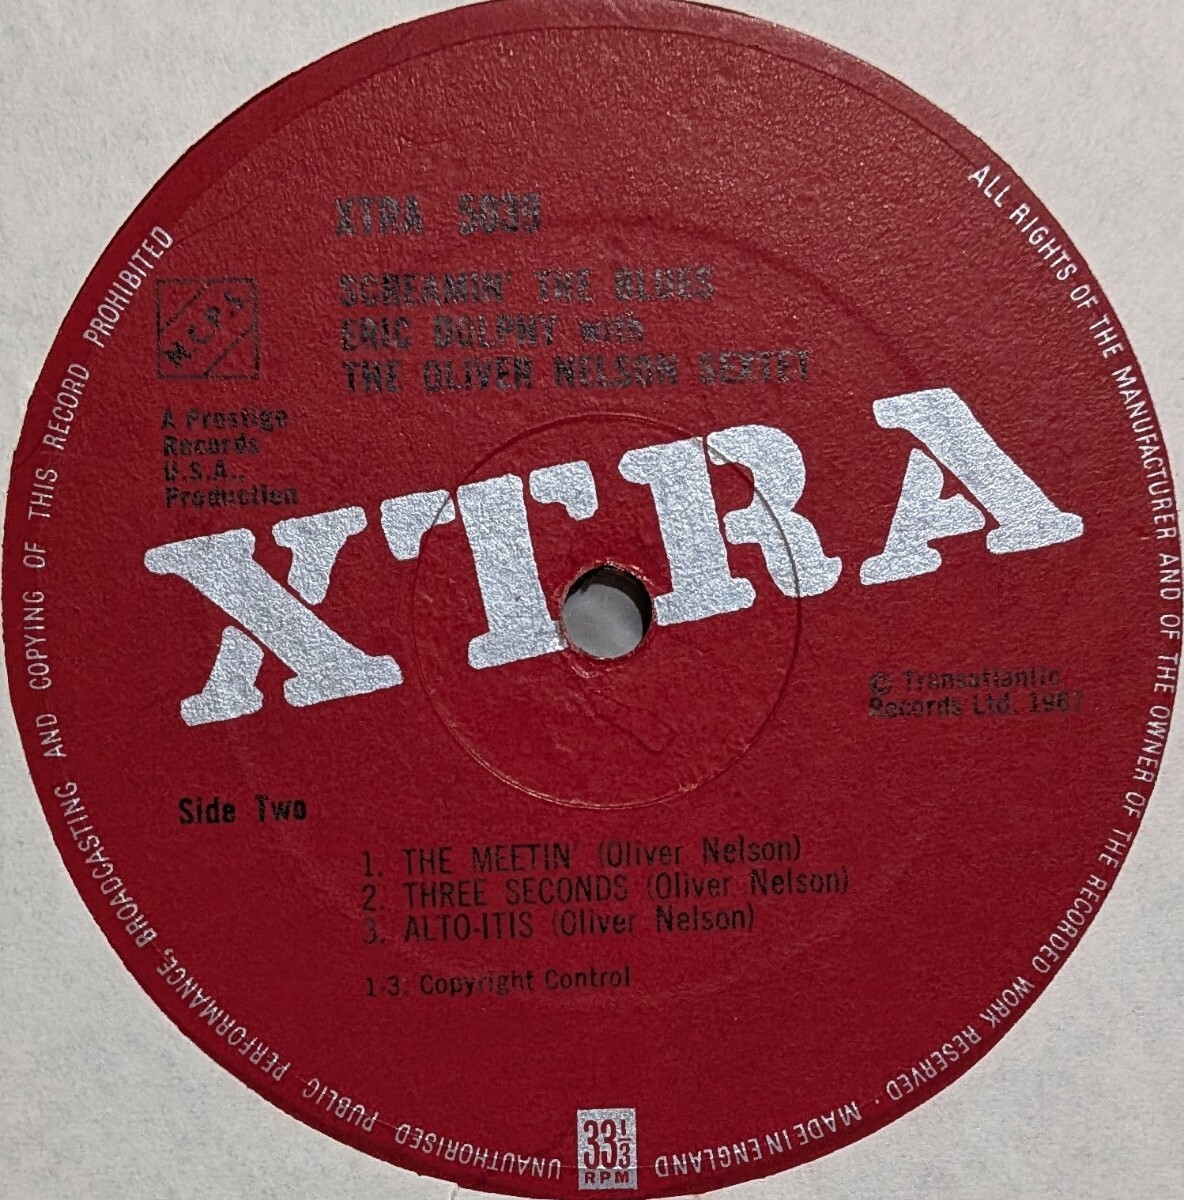 XTRA 5039
SCREAMIN' THE BLUES
ERIC DOLPHY with
THE OLIVER NELSON SEXTET
M.C.P.S
A Prestige
Records
U.S.A..
Production
XTRA
© Transatlantic
Records Ltd. 1967
Side Two
1. THE MEETIN' (Oliver Nelson)
2. THREE SECONDS (Oliver Nelson)
3. ALTO-ITIS (Oliver Nelson)
1-3: Copyright Control
33 1/3
RPM
ALL RIGHTS OF THE MANUFACTURER AND OF THE OWNER OF THE RECORDED WORK RESERVED · MADE IN ENGLAND
UNAUTHORISED PUBLIC PERFORMANCE, BROADCASTING AND COPYING OF THIS RECORD PROHIBITED